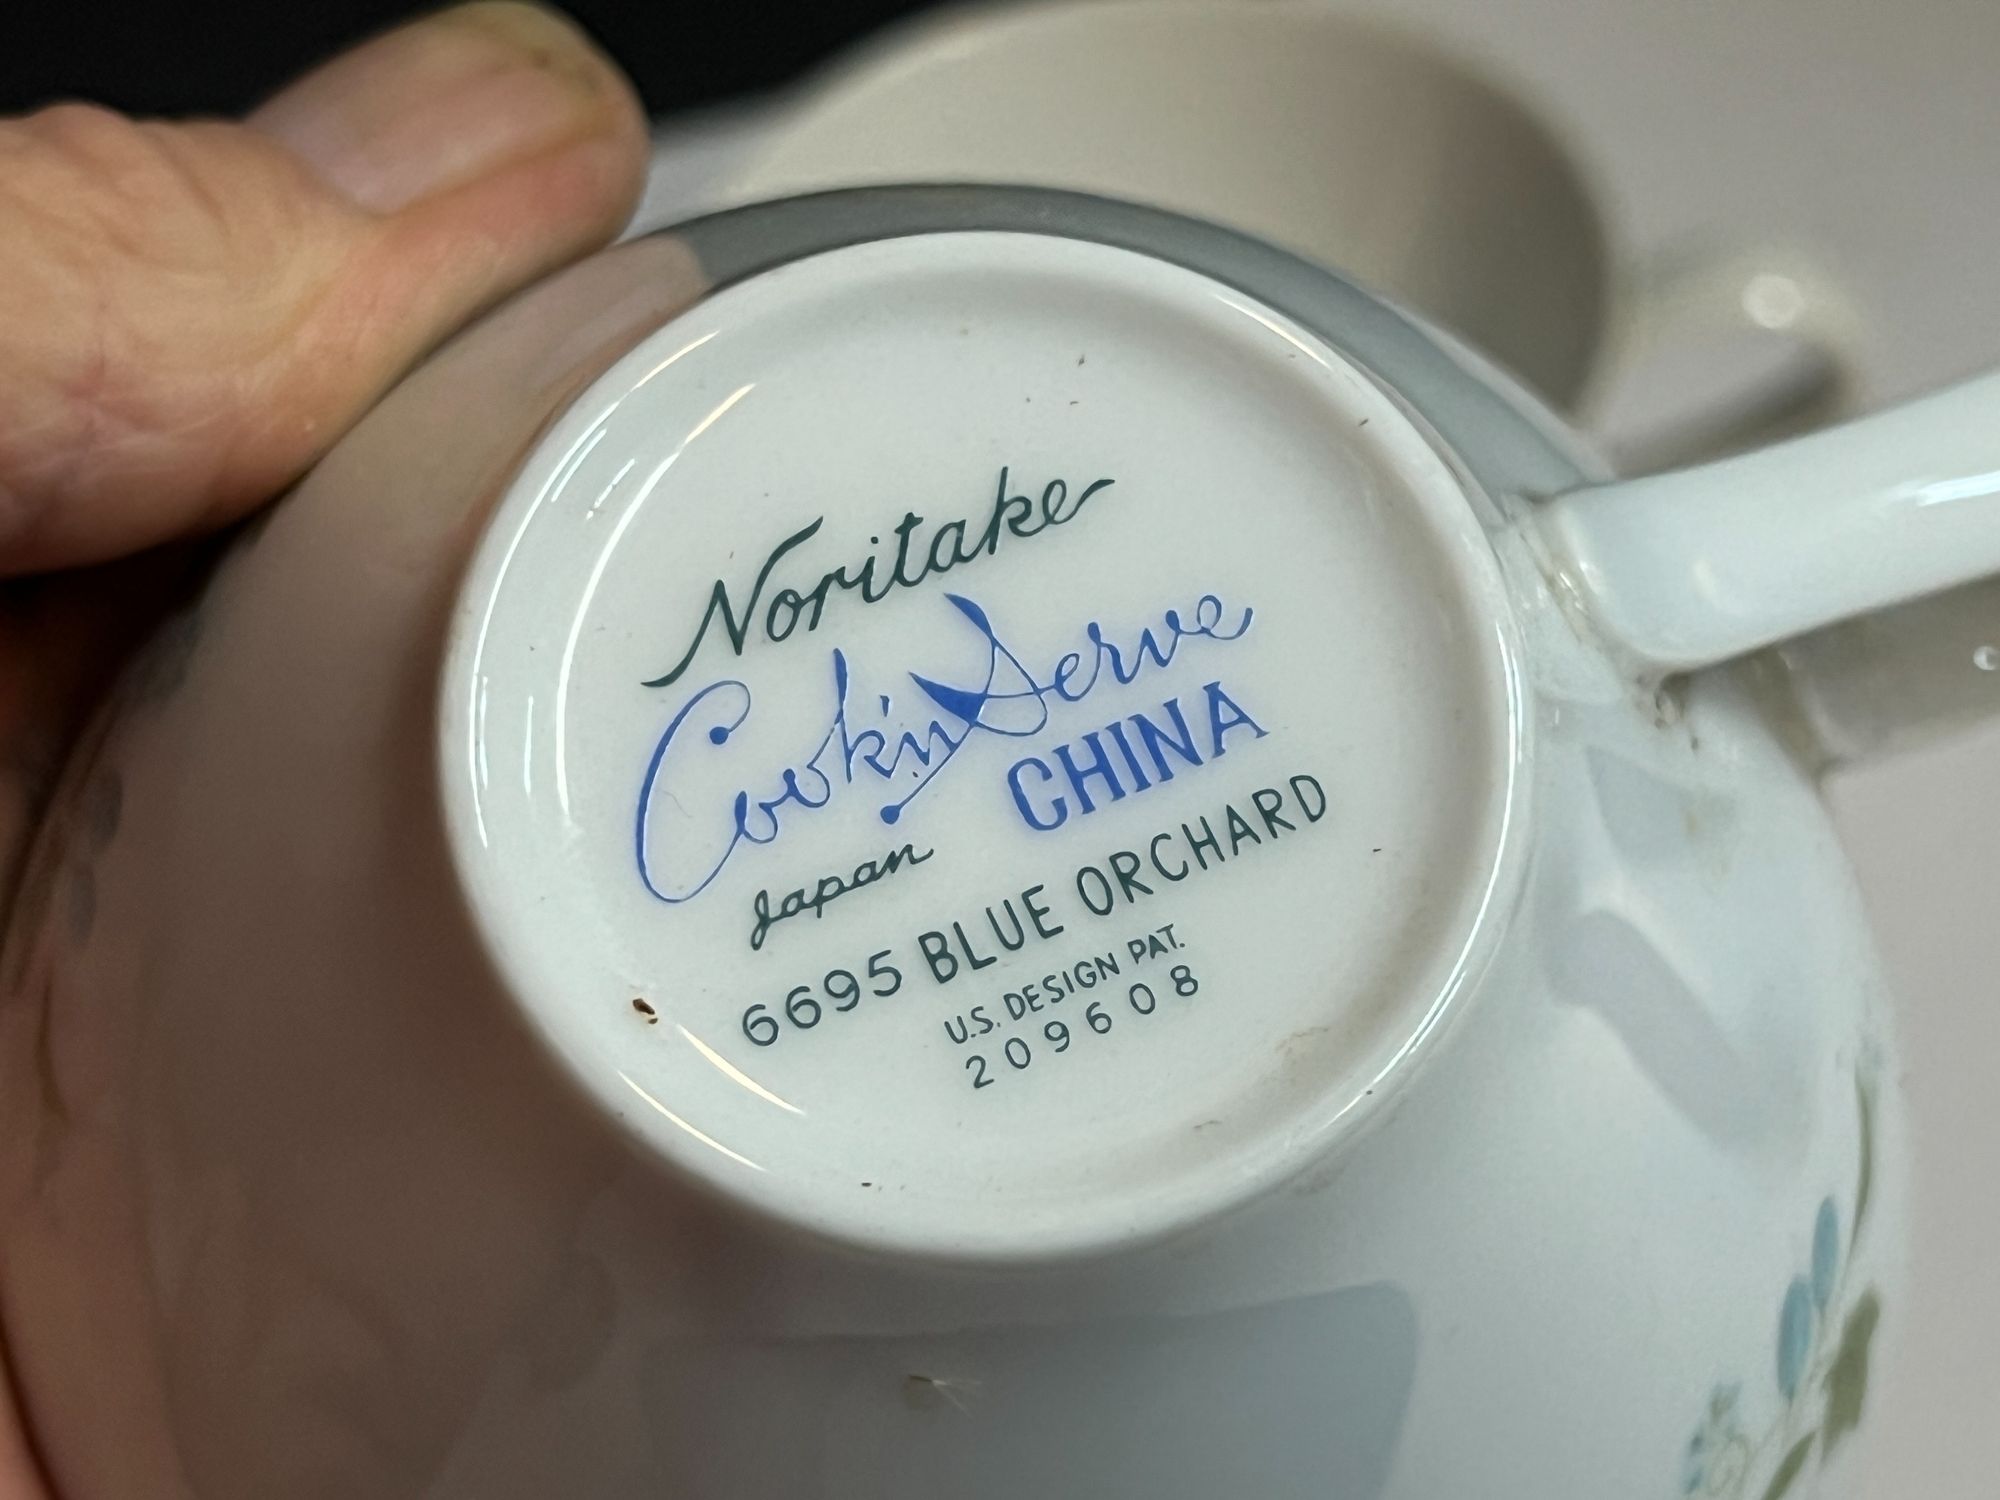 Noritake
Cook'n Serve
CHINA
Japan
6695 BLUE ORCHARD
U.S. DESIGN PAT.
209608